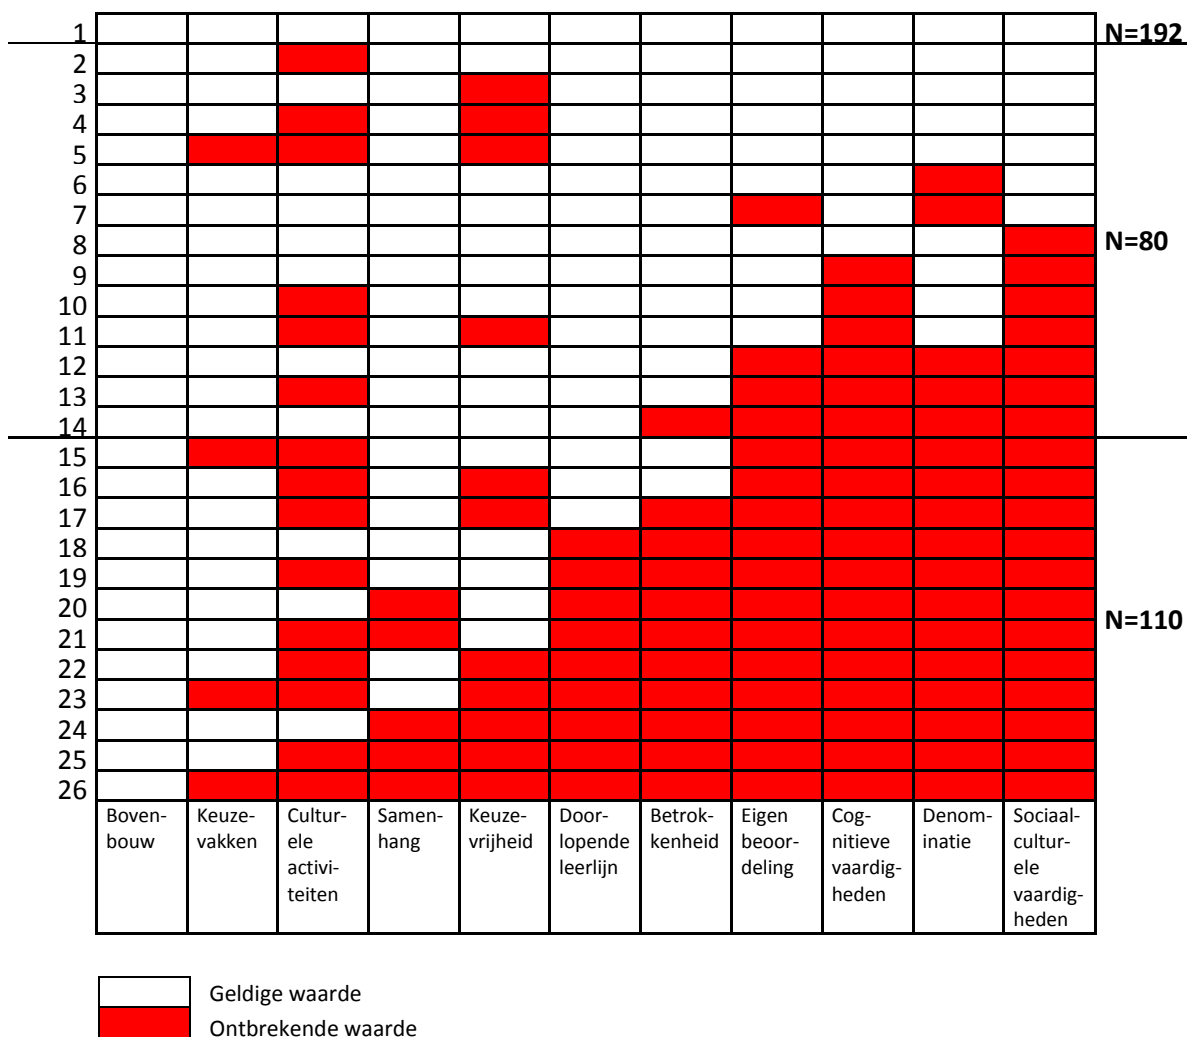 1
N=192
2
3
4
5
6
7
8
N=80
9
10
11
12
13
14
15
16
17
18
19
20
21
N=110
22
23
24
25
26
Boven-
bouw
Keuze-
vakken
Cultur-
ele
activi-
teiten
Samen-
hang
Keuze-
vrijheid
Door-
lopende
leerlijn
Betrok-
kenheid
Eigen
beoor-
deling
Cog-
nitieve
vaardig-
heden
Denom-
inatie
Sociaal-
cultur-
ele
vaardig-
heden
Geldige waarde
Ontbrekende waarde